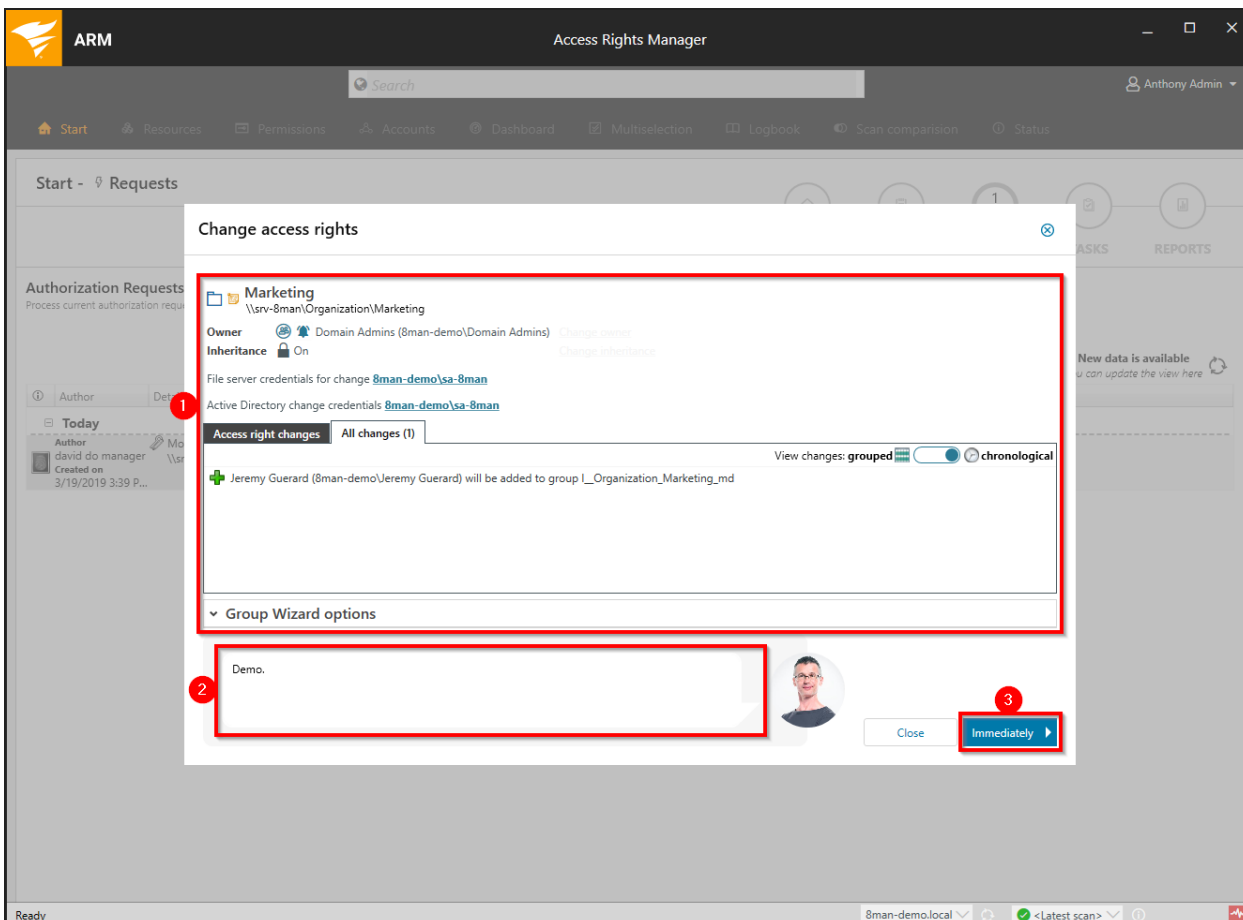 ARM
Access Rights Manager
Search
Anthony Admin
Start Resources Permissions Accounts Dashboard Multiselection Logbook Scan comparision Status
Start - Requests
1
TASKS REPORTS
Authorization Requests
Process current authorization requ
New data is available
u can update the view here
Author Deta
Today
Author Mo
david do manager \\sr
Created on
3/19/2019 3:39 P...
Change access rights
Marketing
\\srv-8man\Organization\Marketing
Owner Domain Admins (8man-demo\Domain Admins) Change owner
Inheritance On Change inheritance
File server credentials for change 8man-demo\sa-8man
1
Active Directory change credentials 8man-demo\sa-8man
Access right changes All changes (1)
View changes: grouped chronological
Jeremy Guerard (8man-demo\Jeremy Guerard) will be added to group l__Organization_Marketing_md
Group Wizard options
Demo.
2
3
Close Immediately
Ready 8man-demo.local <Latest scan>